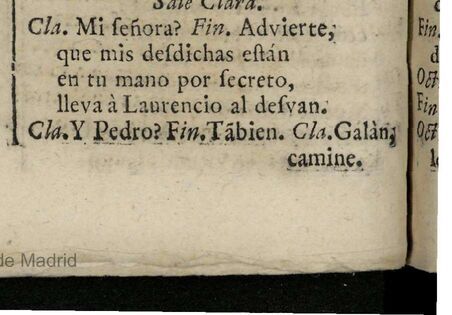 Sale Clara.
Cla. Mi ſeñora? Fin. Advierte,
que mis deſdichas eſtán
en tu mano por ſecreto,
lleva à Laurencio al deſvan.
Cla. Y Pedro? Fin. Tābien. Cla. Galàn,
camine.
de Madrid
Fin.
d
Oct
Fin
Oct